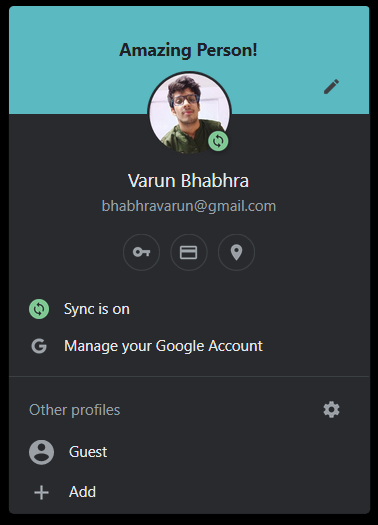 Amazing Person!
Varun Bhabhra
bhabhravarun@gmail.com
Sync is on
G Manage your Google Account
Other profiles
Guest
Add